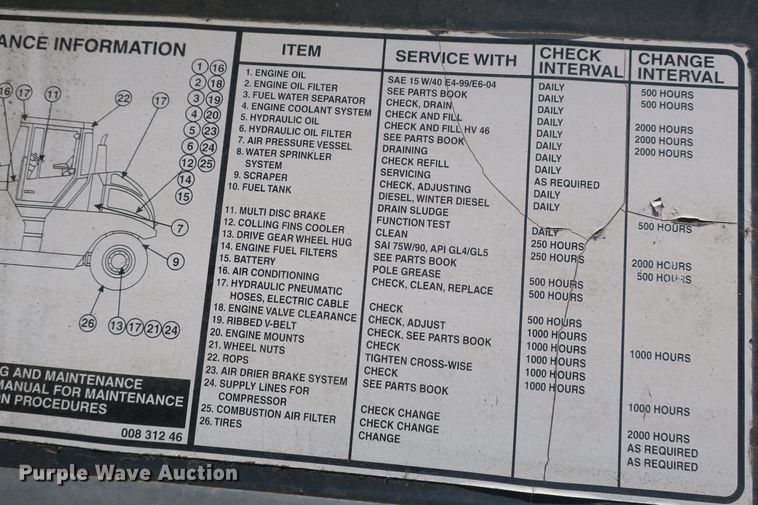 ANCE INFORMATION
16 17 11 22 17
1 16
2 18
3 19
4 20
5 23
6 24
12 25
14
15
7
9
26 13 17 21 24
G AND MAINTENANCE
MANUAL FOR MAINTENANCE
ON PROCEDURES
008 312 46
ITEM
1. ENGINE OIL
2. ENGINE OIL FILTER
3. FUEL WATER SEPARATOR
4. ENGINE COOLANT SYSTEM
5. HYDRAULIC OIL
6. HYDRAULIC OIL FILTER
7. AIR PRESSURE VESSEL
8. WATER SPRINKLER
SYSTEM
9. SCRAPER
10. FUEL TANK
11. MULTI DISC BRAKE
12. COLLING FINS COOLER
13. DRIVE GEAR WHEEL HUG
14. ENGINE FUEL FILTERS
15. BATTERY
16. AIR CONDITIONING
17. HYDRAULIC PNEUMATIC
HOSES, ELECTRIC CABLE
18. ENGINE VALVE CLEARANCE
19. RIBBED V-BELT
20. ENGINE MOUNTS
21. WHEEL NUTS
22. ROPS
23. AIR DRIER BRAKE SYSTEM
24. SUPPLY LINES FOR
COMPRESSOR
25. COMBUSTION AIR FILTER
26. TIRES
SERVICE WITH
SAE 15 W/40 E4-99/E6-04
SEE PARTS BOOK
CHECK, DRAIN
CHECK AND FILL
CHECK AND FILL HV 46
SEE PARTS BOOK
DRAINING
CHECK REFILL
SERVICING
CHECK, ADJUSTING
DIESEL, WINTER DIESEL
DRAIN SLUDGE
FUNCTION TEST
CLEAN
SAI 75W/90, API GL4/GL5
SEE PARTS BOOK
POLE GREASE
CHECK, CLEAN, REPLACE
CHECK
CHECK, ADJUST
CHECK, SEE PARTS BOOK
CHECK
TIGHTEN CROSS-WISE
CHECK
SEE PARTS BOOK
CHECK CHANGE
CHECK CHANGE
CHANGE
CHECK
INTERVAL
DAILY
DAILY
DAILY
DAILY
DAILY
DAILY
DAILY
DAILY
AS REQUIRED
DAILY
DAILY
DAILY
250 HOURS
250 HOURS
500 HOURS
500 HOURS
500 HOURS
1000 HOURS
1000 HOURS
1000 HOURS
1000 HOURS
1000 HOURS
CHANGE
INTERVAL
500 HOURS
500 HOURS
2000 HOURS
2000 HOURS
2000 HOURS
500 HOURS
2000 HOURS
500 HOURS
1000 HOURS
1000 HOURS
2000 HOURS
AS REQUIRED
AS REQUIRED
Purple Wave Auction